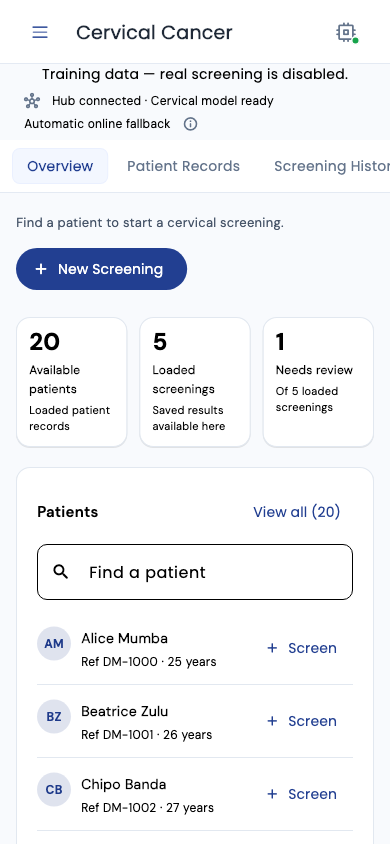 Cervical Cancer
Training data — real screening is disabled.
Hub connected · Cervical model ready
Automatic online fallback
Overview
Patient Records
Screening Histor
Find a patient to start a cervical screening.
+ New Screening
20
Available
patients
Loaded patient
records
5
Loaded
screenings
Saved results
available here
1
Needs review
Of 5 loaded
screenings
Patients
View all (20)
Find a patient
AM
Alice Mumba
Ref DM-1000 · 25 years
+ Screen
BZ
Beatrice Zulu
Ref DM-1001 · 26 years
+ Screen
CB
Chipo Banda
Ref DM-1002 · 27 years
+ Screen